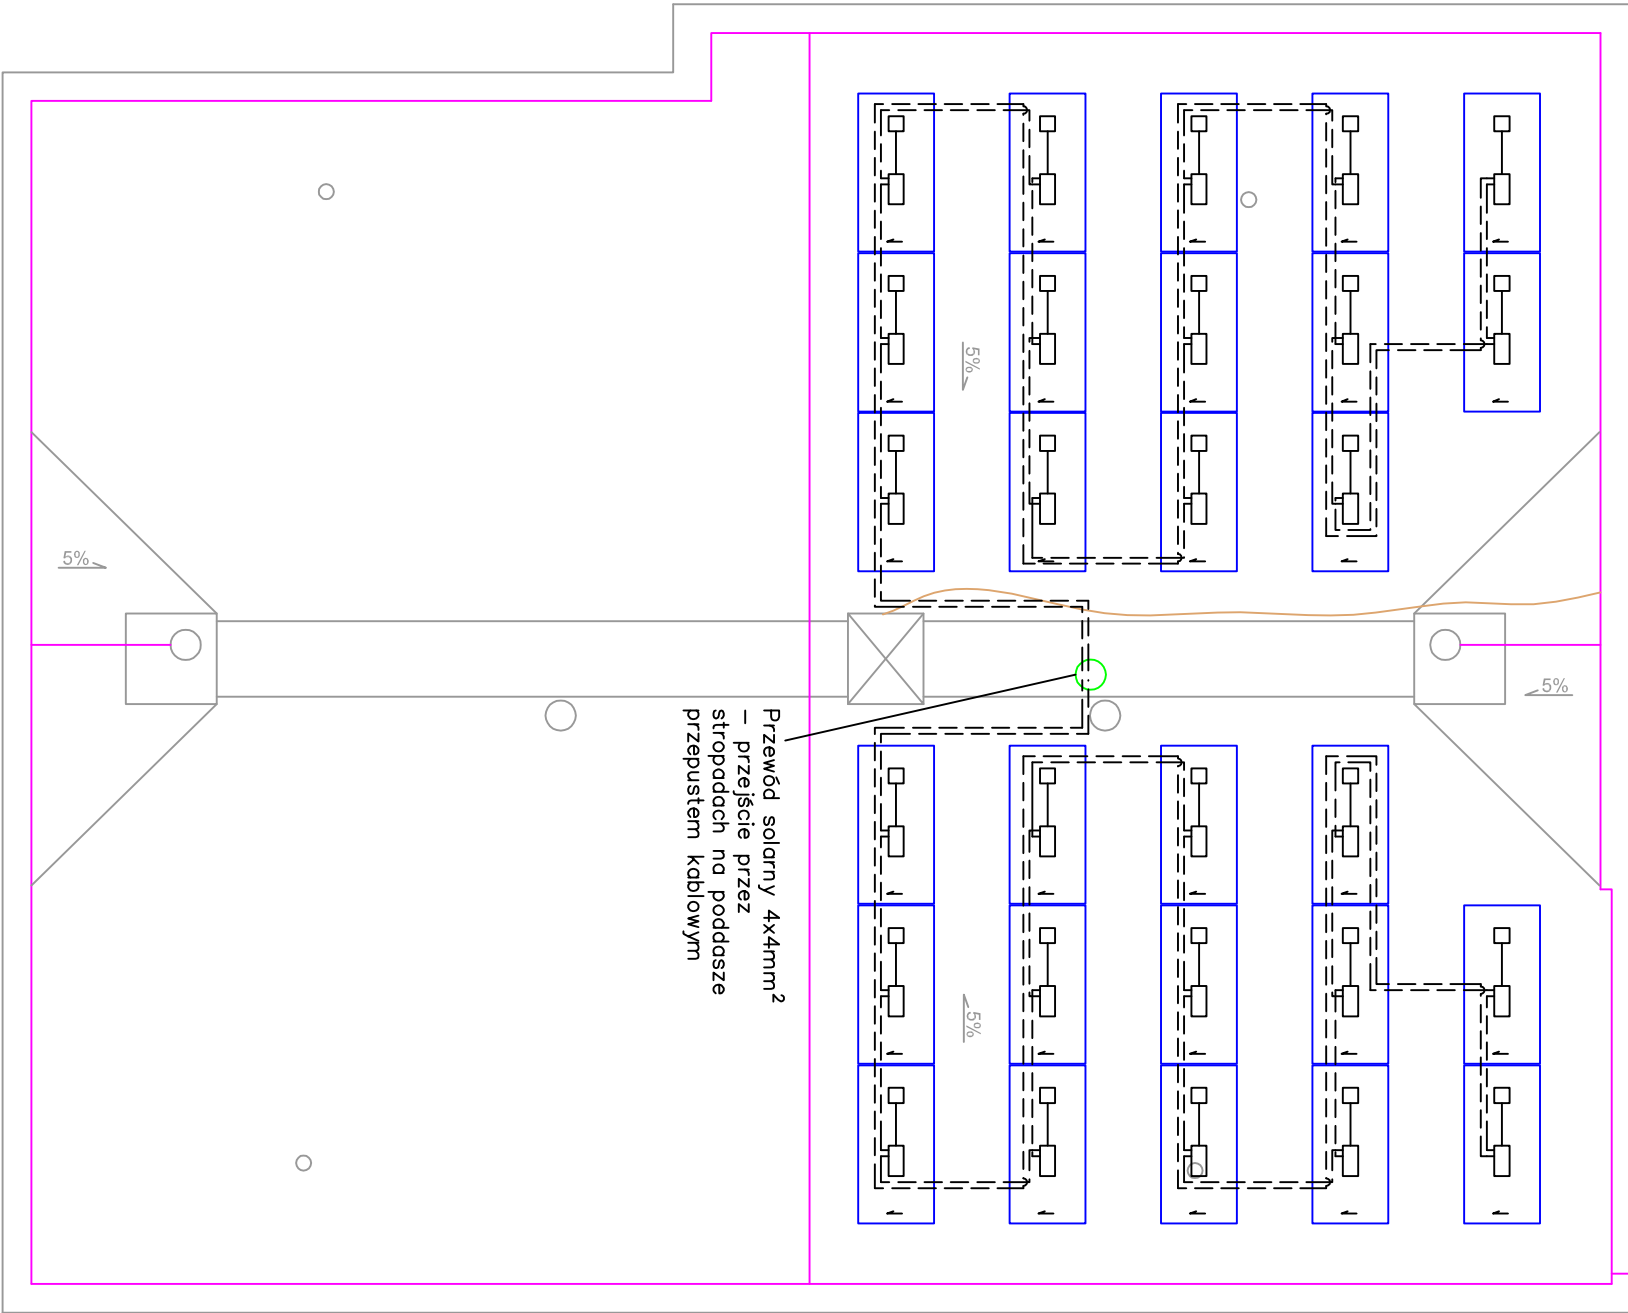 5%
5%
5%
5%
Przewód solarny 4x4mm²
– przejście przez
stropadach na poddasze
przepustem kablowym